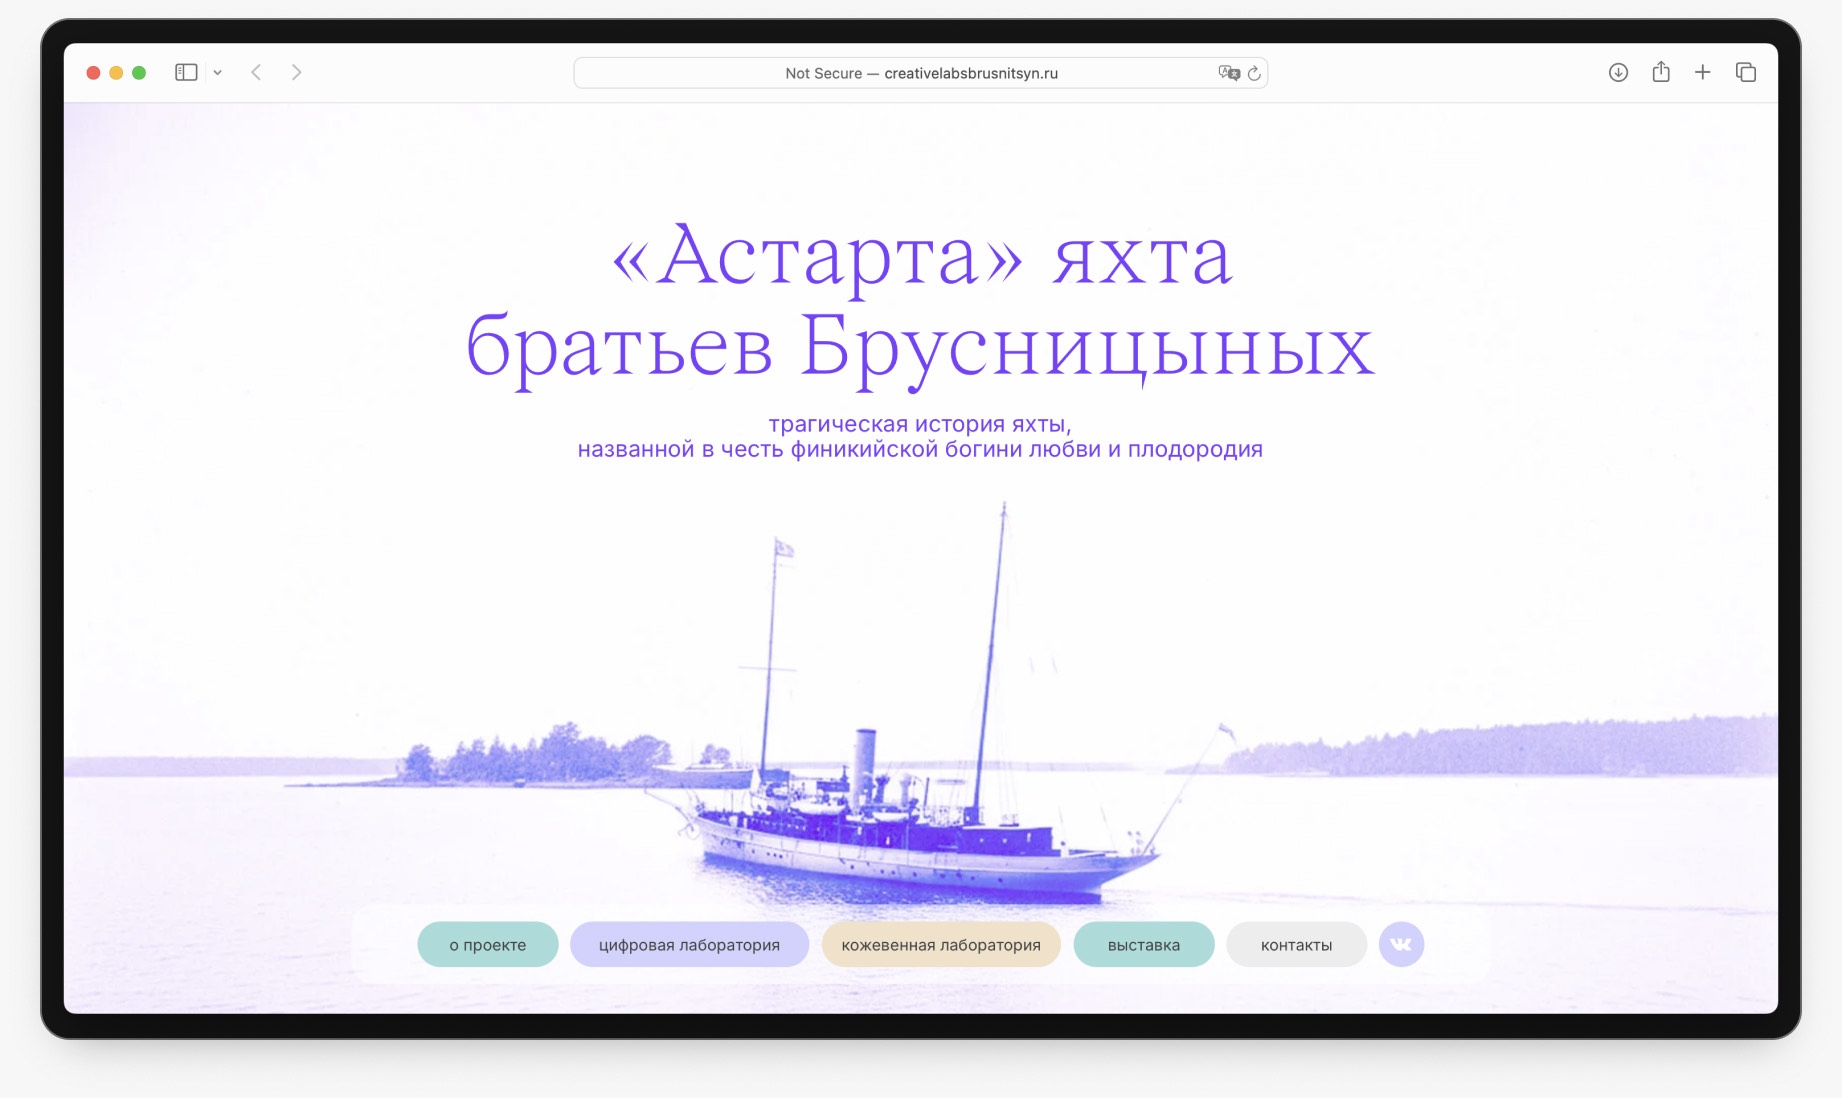 Not Secure — creativelabsbrusnitsyn.ru
«Астарта» яхта
братьев Брусницыных
трагическая история яхты,
названной в честь финикийской богини любви и плодородия
о проекте
цифровая лаборатория
кожевенная лаборатория
выставка
контакты